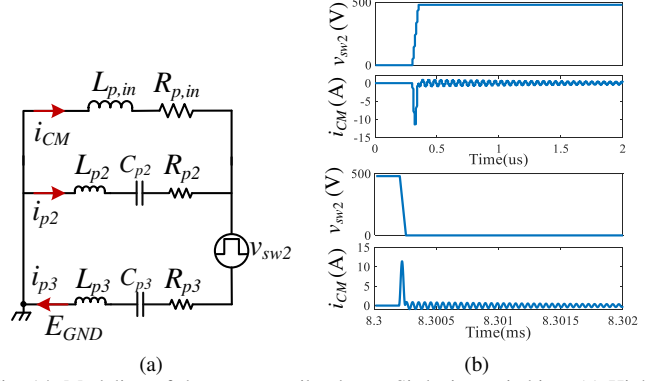 (b)
500
v_sw2 (V)
0
0
-5
-10
-15
i_CM (A)
0 0.5 1 1.5 2
Time(us)
500
v_sw2 (V)
0
15
10
5
0
i_CM (A)
8.3 8.3005 8.301 8.3015 8.302
Time(ms)
L_p,in R_p,in
i_CM
L_p2 C_p2 R_p2
i_p2
v_sw2
i_p3 L_p3 C_p3 R_p3
E_GND
(a)
(b)